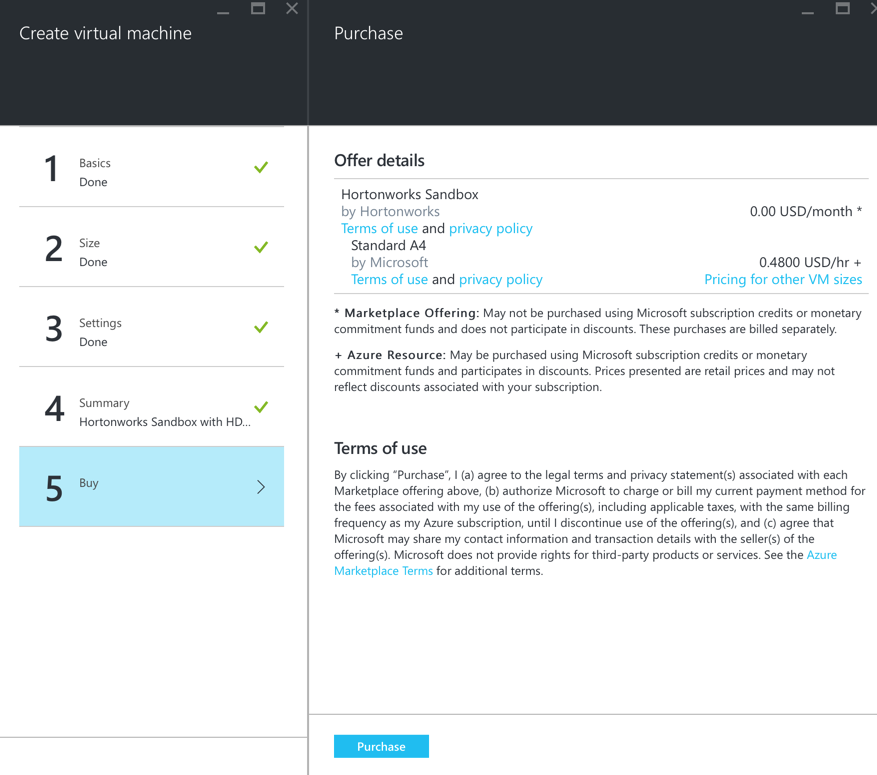 Create virtual machine
Purchase
1
Basics
Done
2
Size
Done
3
Settings
Done
4
Summary
Hortonworks Sandbox with HD...
5
Buy
Offer details
Hortonworks Sandbox
by Hortonworks
0.00 USD/month *
Terms of use and privacy policy
Standard A4
by Microsoft
0.4800 USD/hr +
Terms of use and privacy policy
Pricing for other VM sizes
* Marketplace Offering: May not be purchased using Microsoft subscription credits or monetary
commitment funds and does not participate in discounts. These purchases are billed separately.
+ Azure Resource: May be purchased using Microsoft subscription credits or monetary
commitment funds and participates in discounts. Prices presented are retail prices and may not
reflect discounts associated with your subscription.
Terms of use
By clicking "Purchase", I (a) agree to the legal terms and privacy statement(s) associated with each
Marketplace offering above, (b) authorize Microsoft to charge or bill my current payment method for
the fees associated with my use of the offering(s), including applicable taxes, with the same billing
frequency as my Azure subscription, until I discontinue use of the offering(s), and (c) agree that
Microsoft may share my contact information and transaction details with the seller(s) of the
offering(s). Microsoft does not provide rights for third-party products or services. See the Azure
Marketplace Terms for additional terms.
Purchase